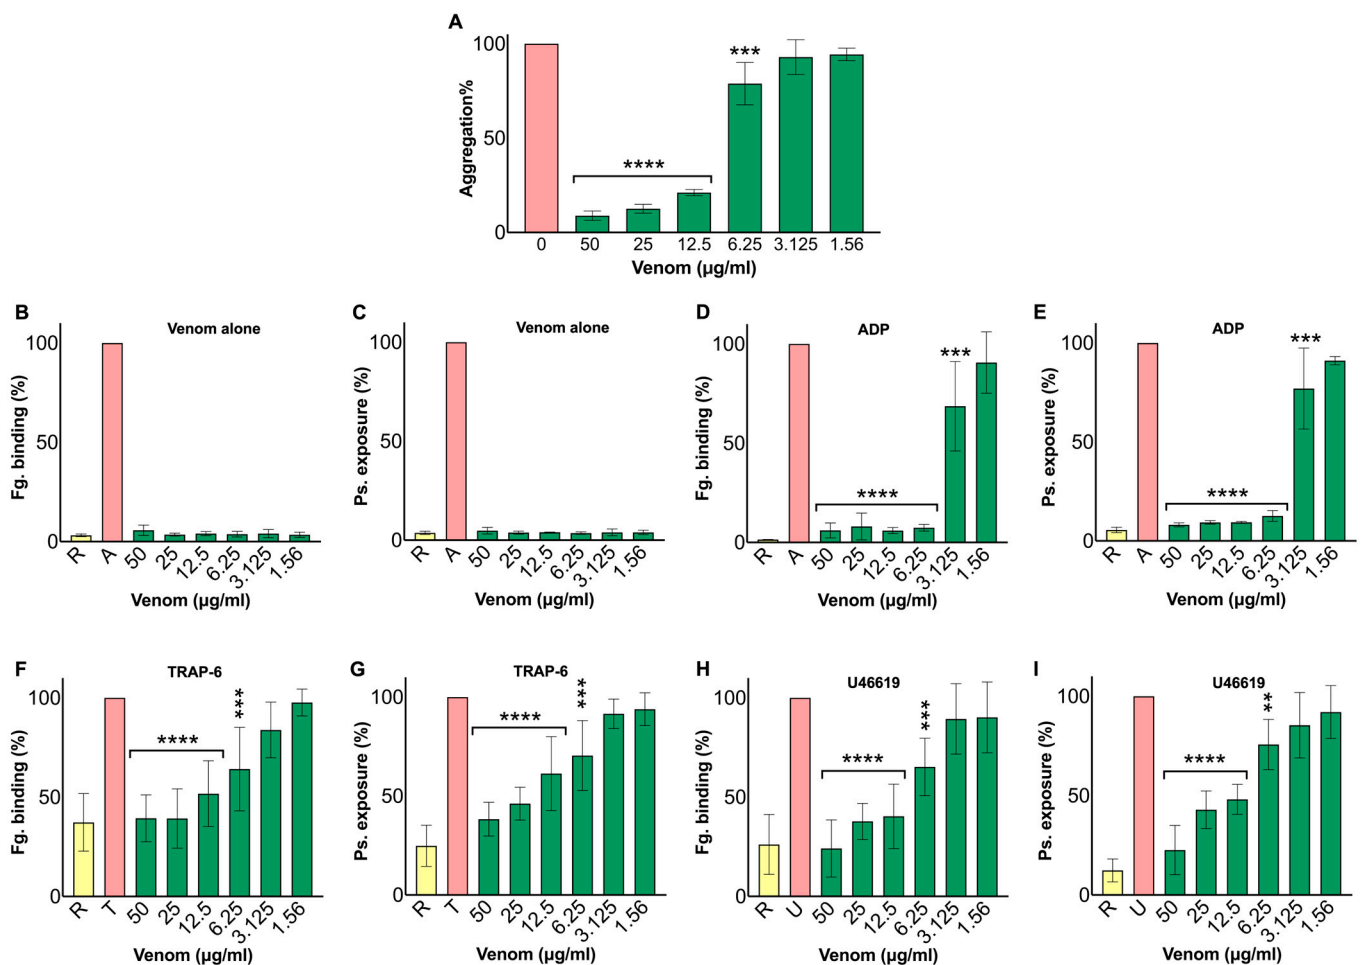 A
Aggregation%
100
50
0
****
***
0 50 25 12.5 6.25 3.125 1.56
Venom (µg/ml)
B
Venom alone
Fg. binding (%)
100
50
0
R A 50 25 12.5 6.25 3.125 1.56
Venom (µg/ml)
C
Venom alone
Ps. exposure (%)
100
50
0
R A 50 25 12.5 6.25 3.125 1.56
Venom (µg/ml)
D
ADP
Fg. binding (%)
100
50
0
****
***
R A 50 25 12.5 6.25 3.125 1.56
Venom (µg/ml)
E
ADP
Ps. exposure (%)
100
50
0
****
***
R A 50 25 12.5 6.25 3.125 1.56
Venom (µg/ml)
F
TRAP-6
Fg. binding (%)
100
50
0
****
***
R T 50 25 12.5 6.25 3.125 1.56
Venom (µg/ml)
G
TRAP-6
Ps. exposure (%)
100
50
0
****
***
R T 50 25 12.5 6.25 3.125 1.56
Venom (µg/ml)
H
U46619
Fg. binding (%)
100
50
0
****
***
R U 50 25 12.5 6.25 3.125 1.56
Venom (µg/ml)
I
U46619
Ps. exposure (%)
100
50
0
****
**
R U 50 25 12.5 6.25 3.125 1.56
Venom (µg/ml)